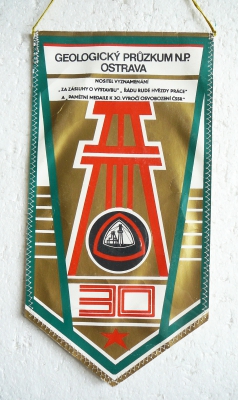 GEOLOGICKÝ PRŮZKUM N.P.
OSTRAVA
NOSITEL VYZNAMENÁNÍ
„ZA ZÁSLUHY O VÝSTAVBU", „ŘÁDU RUDÉ HVĚZDY PRÁCE"
A „PAMĚTNÍ MEDAILE K 30. VÝROČÍ OSVOBOZENÍ ČSSR"
30